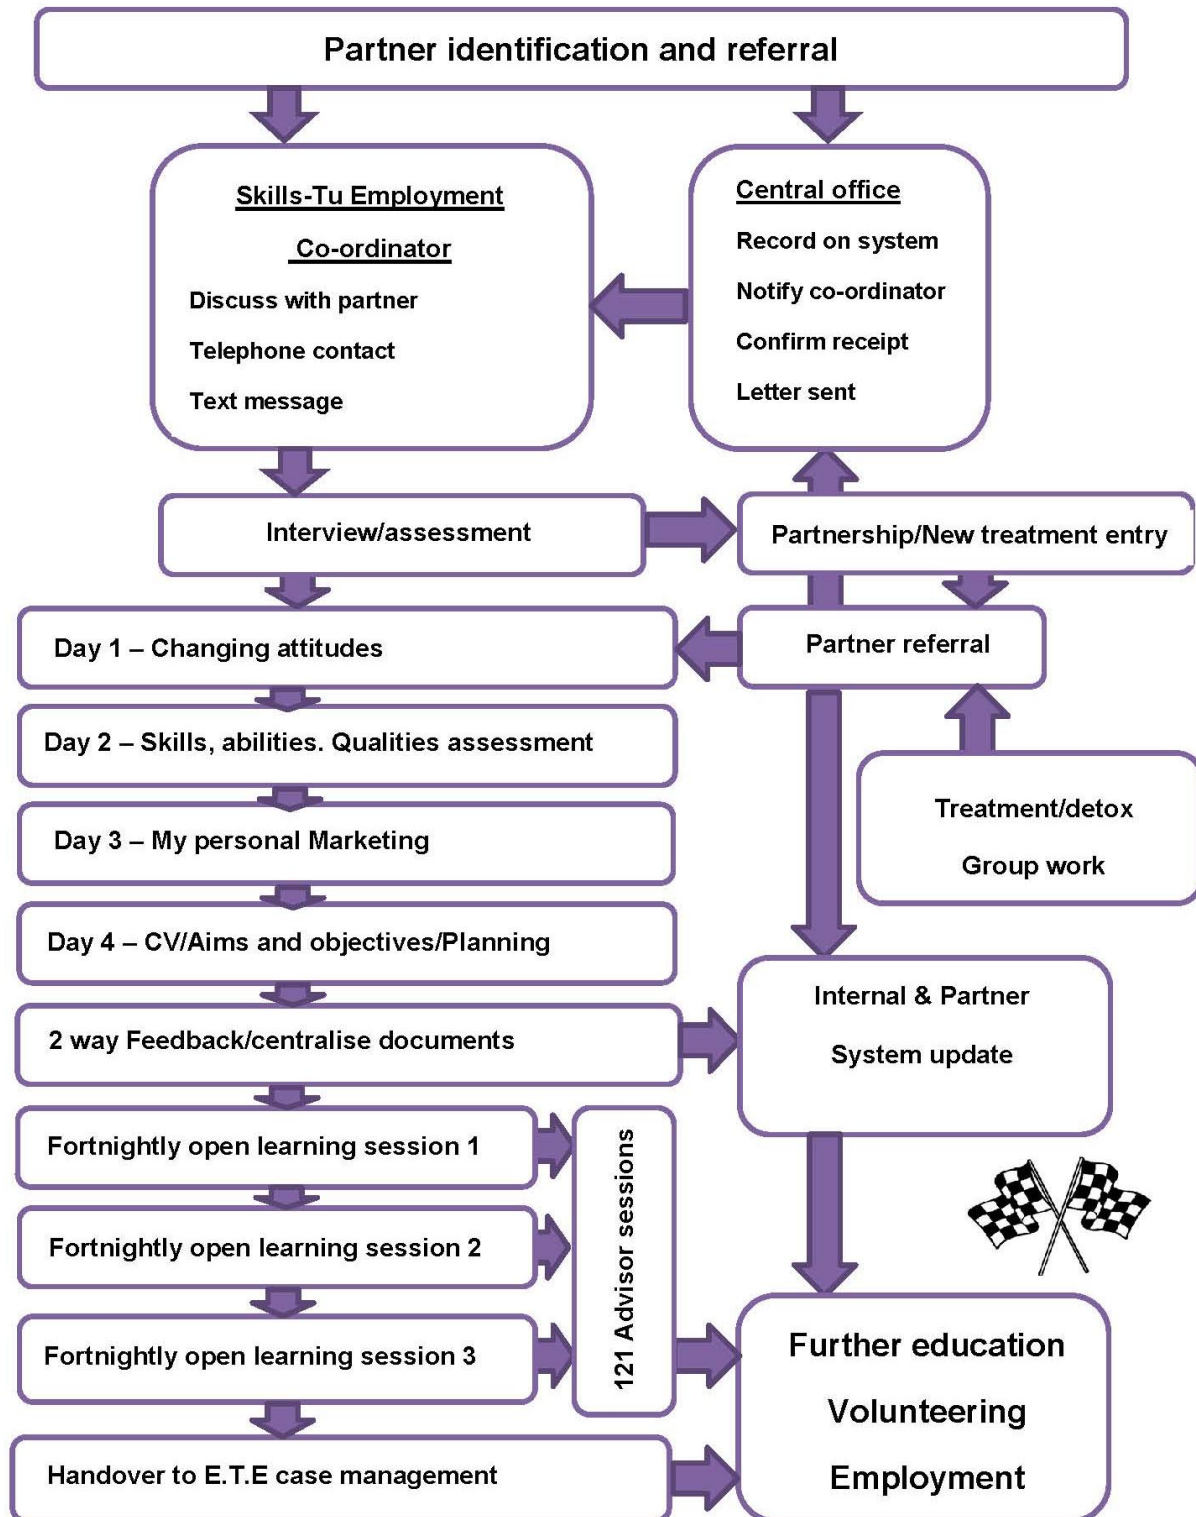 Partner identification and referral
Skills-Tu Employment
Co-ordinator
Discuss with partner
Telephone contact
Text message
Central office
Record on system
Notify co-ordinator
Confirm receipt
Letter sent
Interview/assessment
Partnership/New treatment entry
Day 1 – Changing attitudes
Partner referral
Day 2 – Skills, abilities. Qualities assessment
Treatment/detox
Group work
Day 3 – My personal Marketing
Day 4 – CV/Aims and objectives/Planning
Internal & Partner
System update
2 way Feedback/centralise documents
Fortnightly open learning session 1
Fortnightly open learning session 2
Fortnightly open learning session 3
121 Advisor sessions
Further education
Volunteering
Employment
Handover to E.T.E case management